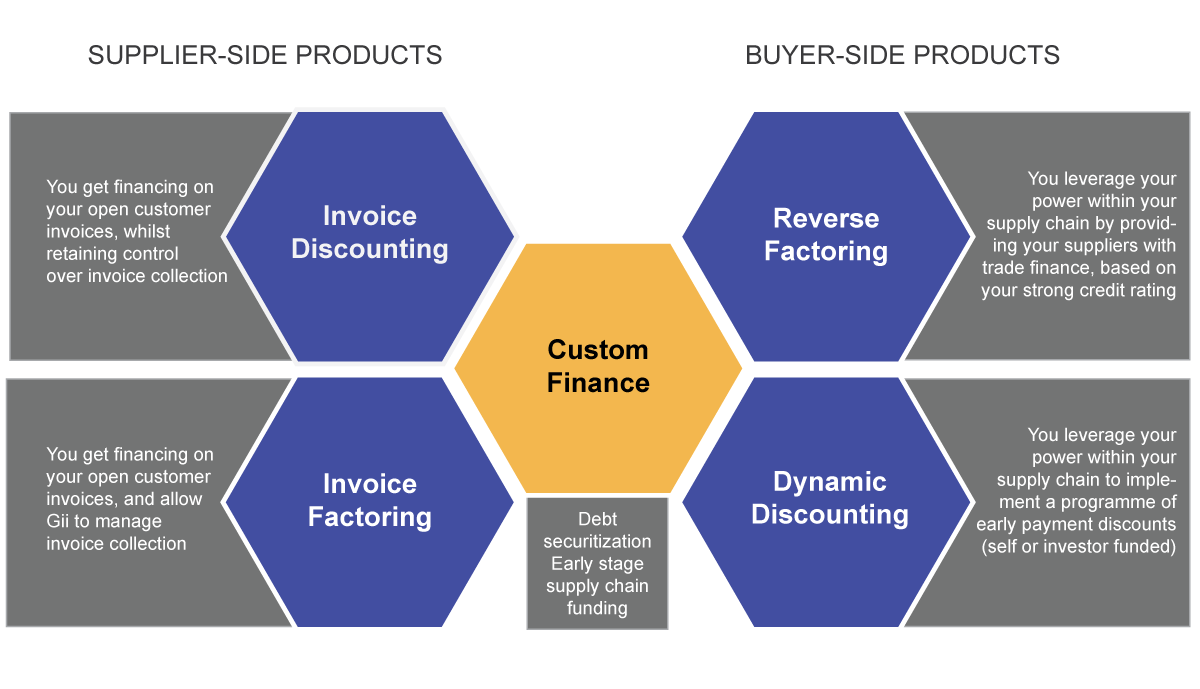 SUPPLIER-SIDE PRODUCTS
BUYER-SIDE PRODUCTS
You get financing on
your open customer
invoices, whilst
retaining control
over invoice collection
Invoice
Discounting
Reverse
Factoring
You leverage your
power within your
supply chain by provid-
ing your suppliers with
trade finance, based on
your strong credit rating
Custom
Finance
You get financing on
your open customer
invoices, and allow
Gii to manage
invoice collection
Invoice
Factoring
Debt
securitization
Early stage
supply chain
funding
Dynamic
Discounting
You leverage your
power within your
supply chain to imple-
ment a programme of
early payment discounts
(self or investor funded)